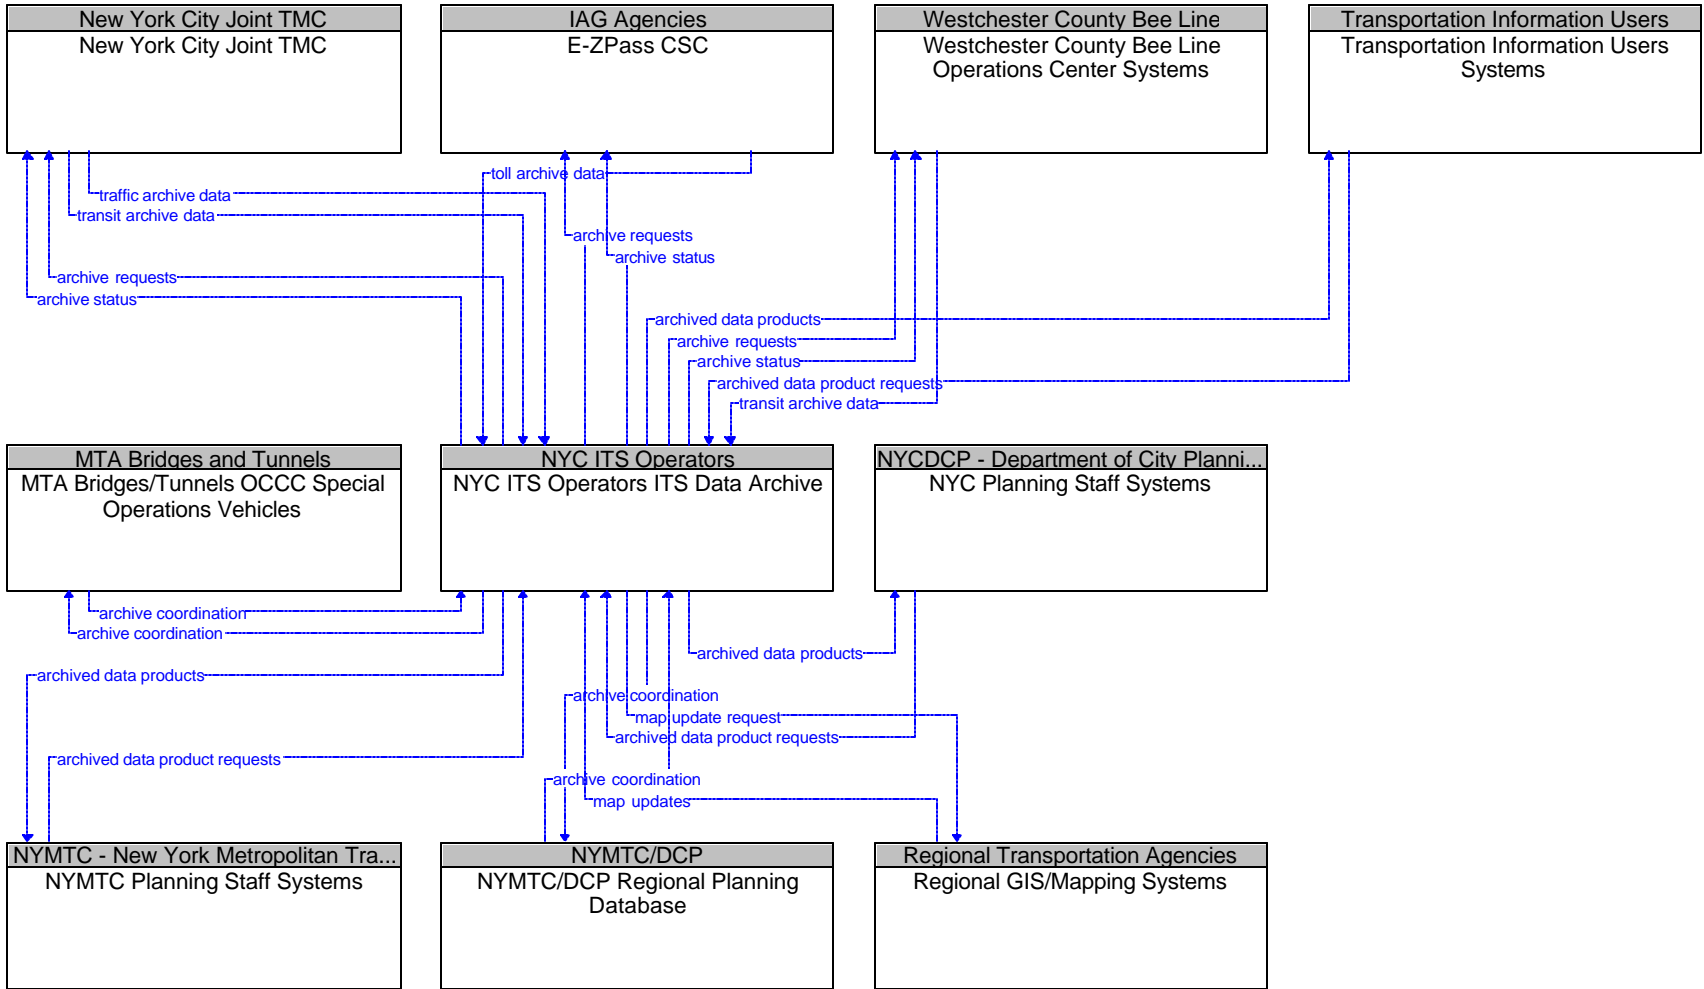 New York City Joint TMC
New York City Joint TMC
IAG Agencies
E-ZPass CSC
Westchester County Bee Line
Westchester County Bee Line
Operations Center Systems
Transportation Information Users
Transportation Information Users
Systems
toll archive data
traffic archive data
transit archive data
archive requests
archive status
archive requests
archive status
archived data products
archive requests
archive status
archived data product requests
transit archive data
MTA Bridges and Tunnels
MTA Bridges/Tunnels OCCC Special
Operations Vehicles
NYC ITS Operators
NYC ITS Operators ITS Data Archive
NYCDCP - Department of City Planni...
NYC Planning Staff Systems
archive coordination
archive coordination
archived data products
archived data products
archive coordination
map update request
archived data product requests
archived data product requests
archive coordination
map updates
NYMTC - New York Metropolitan Tra...
NYMTC Planning Staff Systems
NYMTC/DCP
NYMTC/DCP Regional Planning
Database
Regional Transportation Agencies
Regional GIS/Mapping Systems